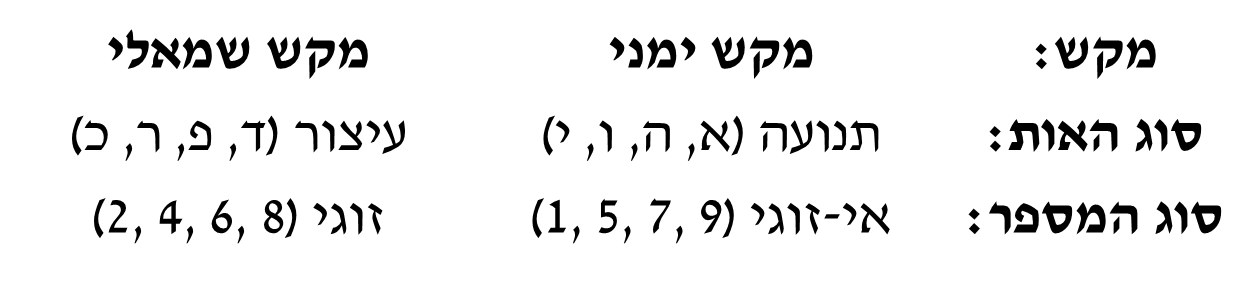 מקש: מקש ימני מקש שמאלי
סוג האות: תנועה (א, ה, ו, י) עיצור (ד, פ, ר, כ)
סוג המספר: אי-זוגי (9 ,7 ,5 ,1) זוגי (8 ,6 ,4 ,2)